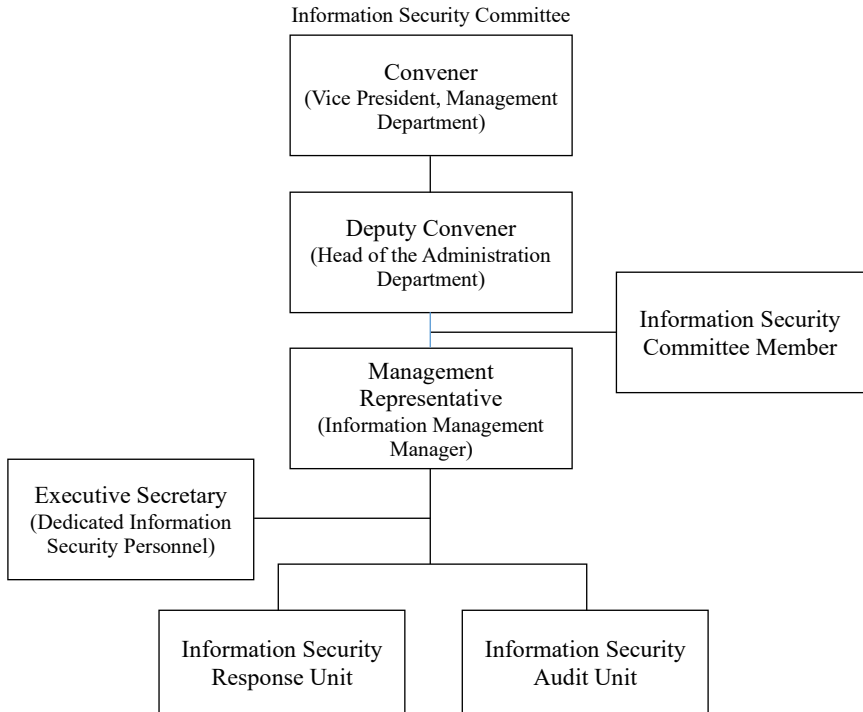 Information Security Committee
Convener
(Vice President, Management
Department)
Deputy Convener
(Head of the Administration
Department)
Information Security
Committee Member
Management
Representative
(Information Management
Manager)
Executive Secretary
(Dedicated Information
Security Personnel)
Information Security
Response Unit
Information Security
Audit Unit